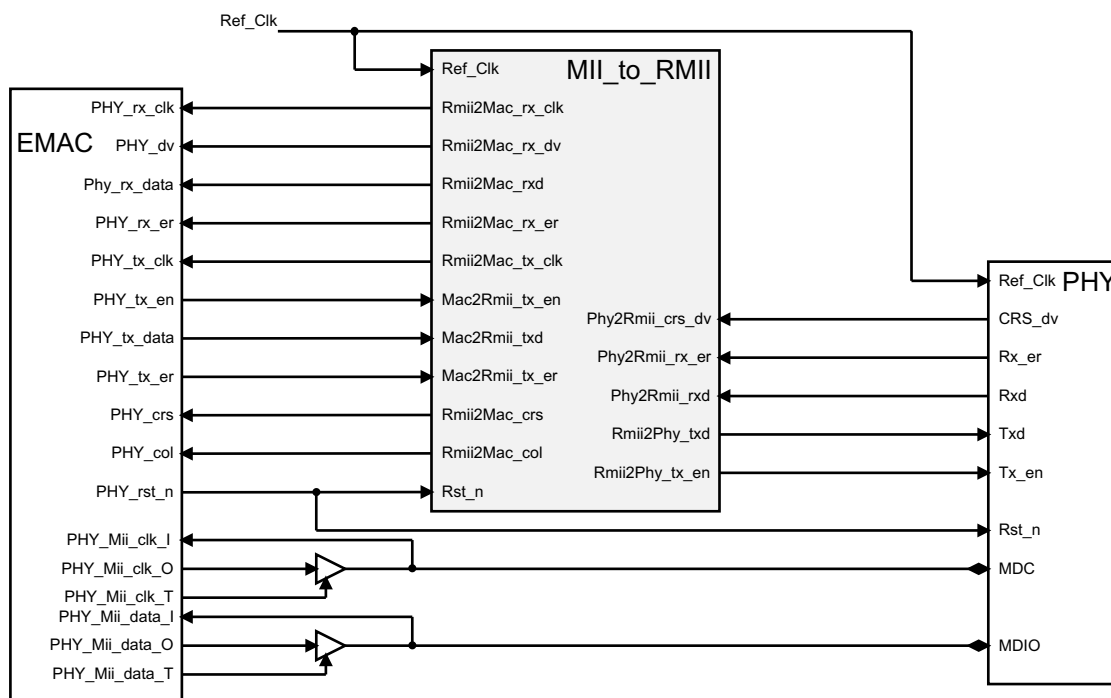 Ref_Clk
MII_to_RMII
Ref_Clk
PHY_rx_clk
Rmii2Mac_rx_clk
EMAC
PHY_dv
Rmii2Mac_rx_dv
Phy_rx_data
Rmii2Mac_rxd
PHY_rx_er
Rmii2Mac_rx_er
PHY_tx_clk
Rmii2Mac_tx_clk
Ref_Clk
PHY
PHY_tx_en
Mac2Rmii_tx_en
Phy2Rmii_crs_dv
CRS_dv
PHY_tx_data
Mac2Rmii_txd
Phy2Rmii_rx_er
Rx_er
PHY_tx_er
Mac2Rmii_tx_er
Phy2Rmii_rxd
Rxd
PHY_crs
Rmii2Mac_crs
Rmii2Phy_txd
Txd
PHY_col
Rmii2Mac_col
Rmii2Phy_tx_en
Tx_en
PHY_rst_n
Rst_n
Rst_n
PHY_Mii_clk_I
PHY_Mii_clk_O
MDC
PHY_Mii_clk_T
PHY_Mii_data_I
PHY_Mii_data_O
MDIO
PHY_Mii_data_T